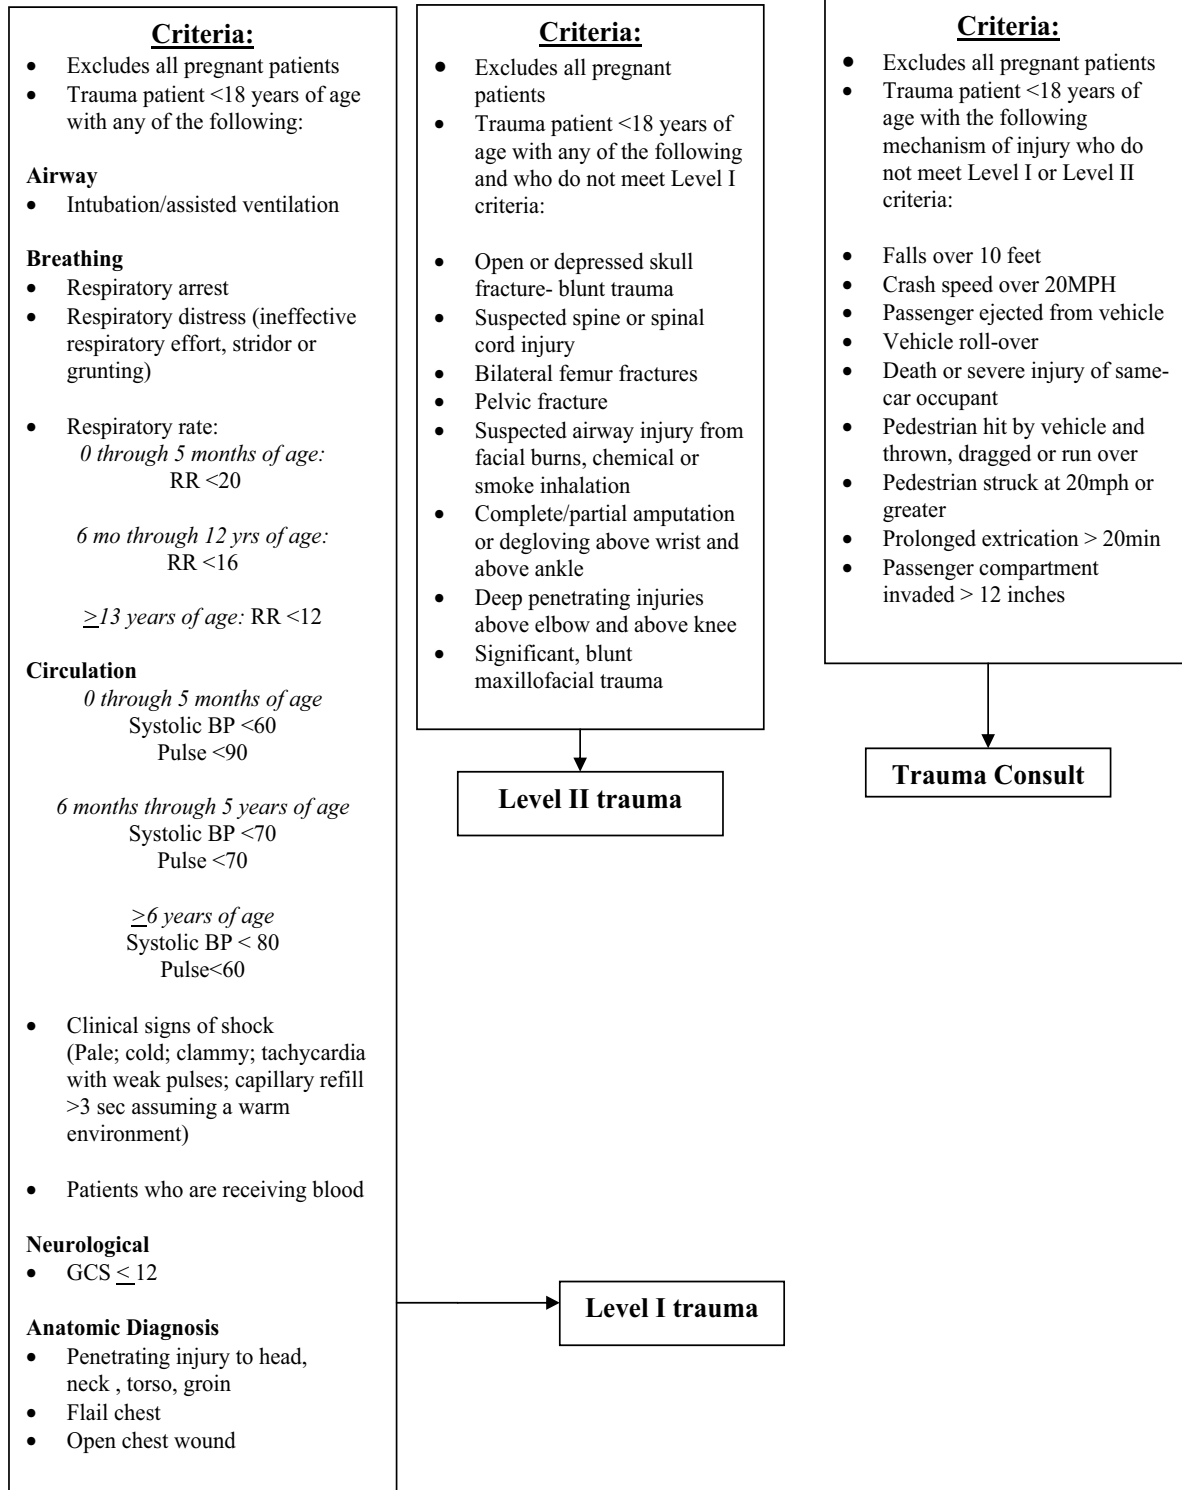 Criteria:
• Excludes all pregnant patients
• Trauma patient <18 years of age
with any of the following:
Airway
• Intubation/assisted ventilation
Breathing
• Respiratory arrest
• Respiratory distress (ineffective
respiratory effort, stridor or
grunting)
• Respiratory rate:
0 through 5 months of age:
RR <20
6 mo through 12 yrs of age:
RR <16
≥13 years of age: RR <12
Circulation
0 through 5 months of age
Systolic BP <60
Pulse <90
6 months through 5 years of age
Systolic BP <70
Pulse <70
≥6 years of age
Systolic BP < 80
Pulse<60
• Clinical signs of shock
(Pale; cold; clammy; tachycardia
with weak pulses; capillary refill
>3 sec assuming a warm
environment)
• Patients who are receiving blood
Neurological
• GCS ≤ 12
Anatomic Diagnosis
• Penetrating injury to head,
neck , torso, groin
• Flail chest
• Open chest wound
Level I trauma
Criteria:
• Excludes all pregnant
patients
• Trauma patient <18 years of
age with any of the following
and who do not meet Level I
criteria:
• Open or depressed skull
fracture- blunt trauma
• Suspected spine or spinal
cord injury
• Bilateral femur fractures
• Pelvic fracture
• Suspected airway injury from
facial burns, chemical or
smoke inhalation
• Complete/partial amputation
or degloving above wrist and
above ankle
• Deep penetrating injuries
above elbow and above knee
• Significant, blunt
maxillofacial trauma
Level II trauma
Criteria:
• Excludes all pregnant patients
• Trauma patient <18 years of
age with the following
mechanism of injury who do
not meet Level I or Level II
criteria:
• Falls over 10 feet
• Crash speed over 20MPH
• Passenger ejected from vehicle
• Vehicle roll-over
• Death or severe injury of same-
car occupant
• Pedestrian hit by vehicle and
thrown, dragged or run over
• Pedestrian struck at 20mph or
greater
• Prolonged extrication > 20min
• Passenger compartment
invaded > 12 inches
Trauma Consult